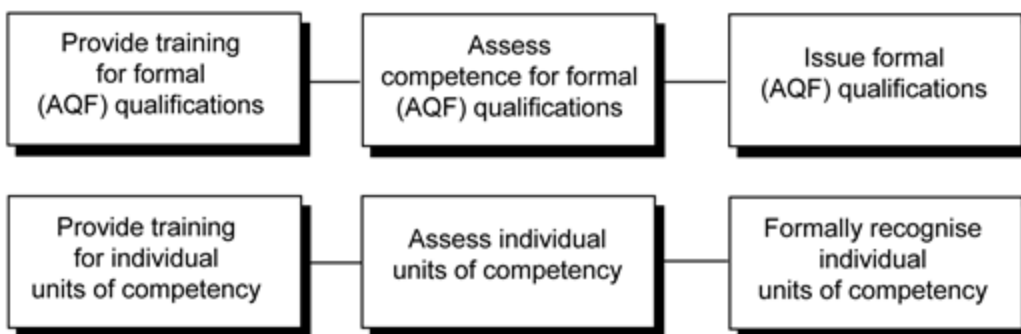 Provide training
for formal
(AQF) qualifications
Assess
competence for formal
(AQF) qualifications
Issue formal
(AQF) qualifications
Provide training
for individual
units of competency
Assess individual
units of competency
Formally recognise
individual
units of competency